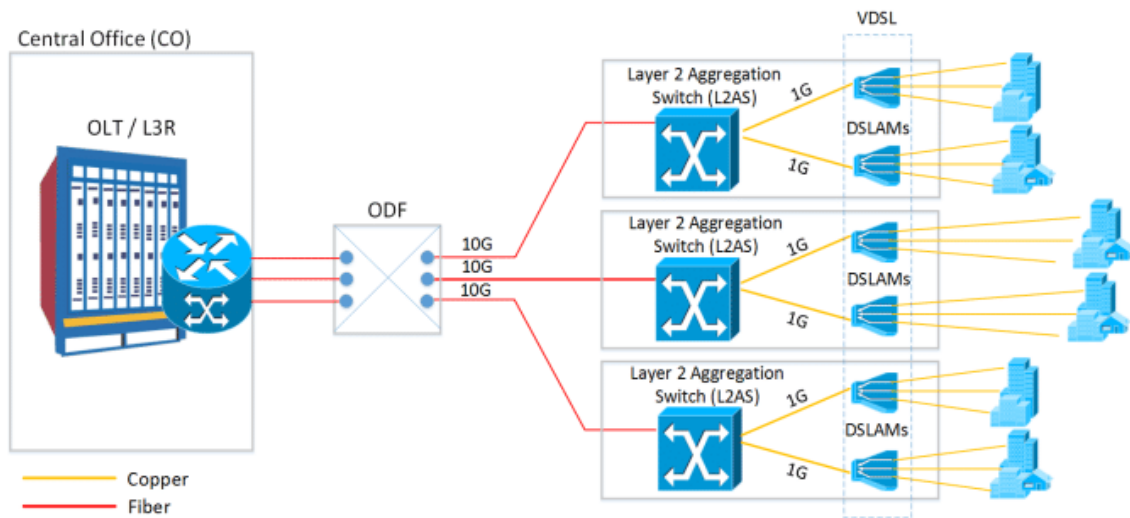 Central Office (CO)
OLT / L3R
ODF
10G
10G
10G
VDSL
Layer 2 Aggregation
Switch (L2AS)
1G
1G
DSLAMs
Layer 2 Aggregation
Switch (L2AS)
1G
1G
DSLAMs
Layer 2 Aggregation
Switch (L2AS)
1G
1G
DSLAMs
Copper
Fiber